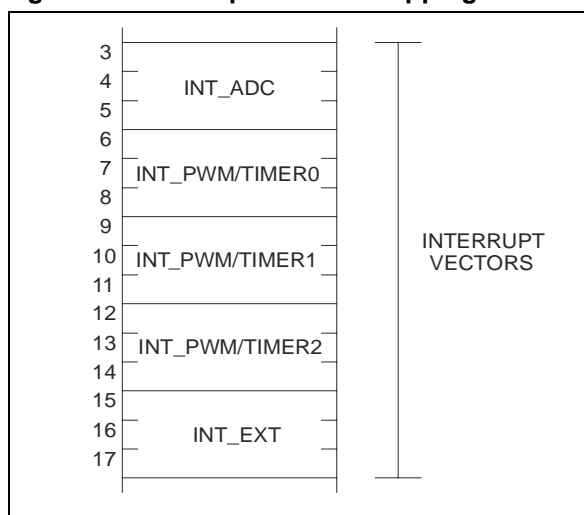 3
4
INT_ADC
5
6
7
INT_PWM/TIMER0
8
9
10
INT_PWM/TIMER1
11
12
13
INT_PWM/TIMER2
14
15
16
INT_EXT
17
INTERRUPT
VECTORS